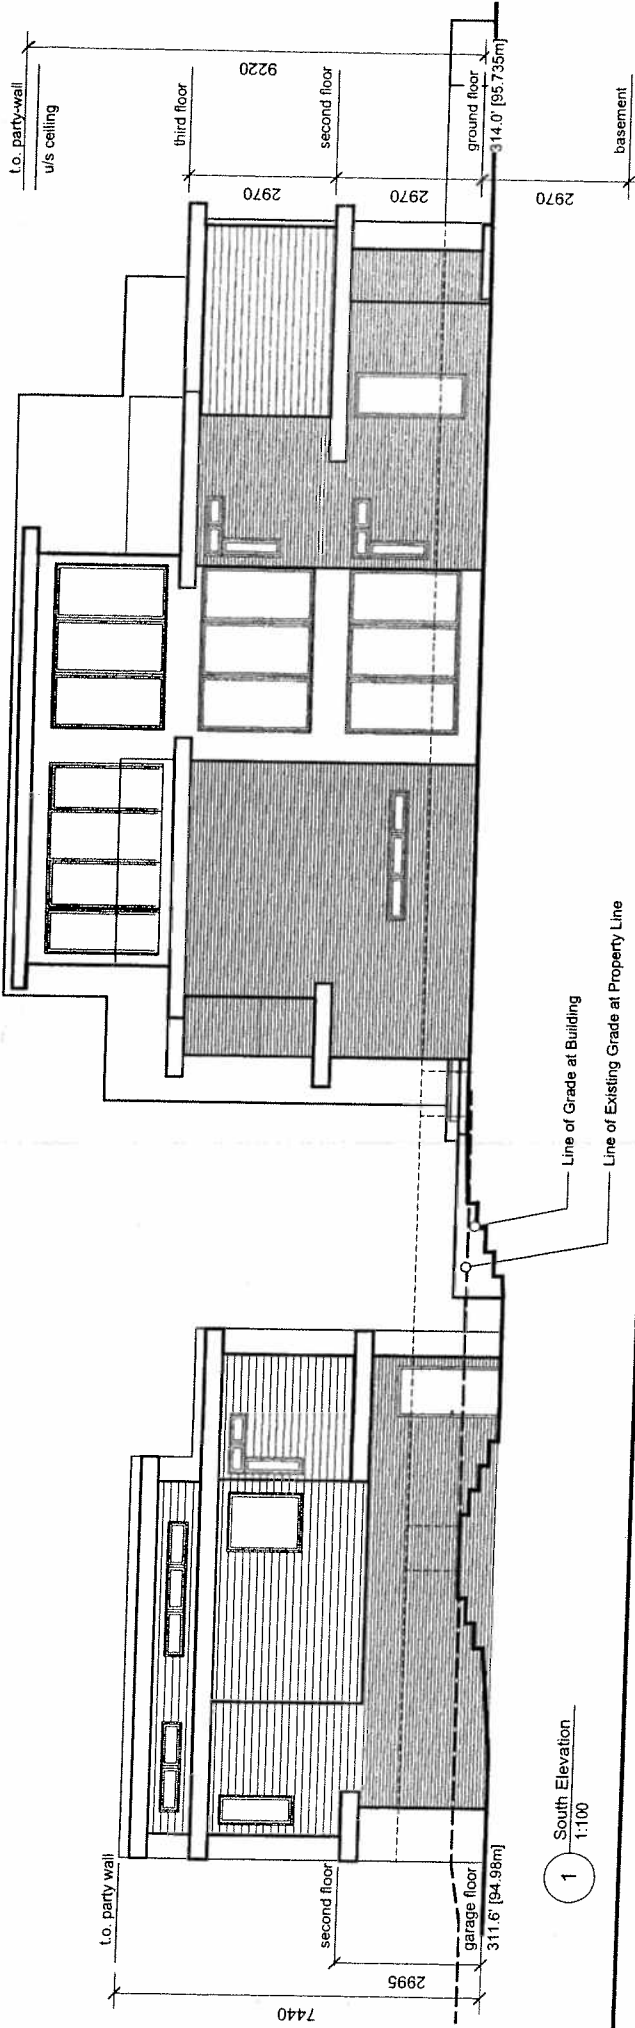 t.o. party-wall
u/s ceiling
9220
third floor
2970
second floor
2970
ground floor
314.0' [95.735m]
2970
basement
Line of Grade at Building
Line of Existing Grade at Property Line
t.o. party wall
second floor
garage floor
311.6' [94.98m]
2995
7440
1
South Elevation
1:100